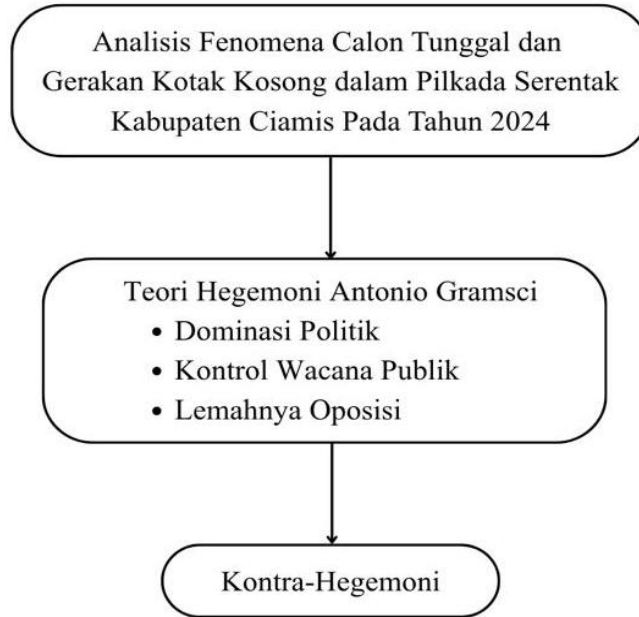 Analisis Fenomena Calon Tunggal dan
Gerakan Kotak Kosong dalam Pilkada Serentak
Kabupaten Ciamis Pada Tahun 2024
Teori Hegemoni Antonio Gramsci
• Dominasi Politik
• Kontrol Wacana Publik
• Lemahnya Oposisi
Kontra-Hegemoni